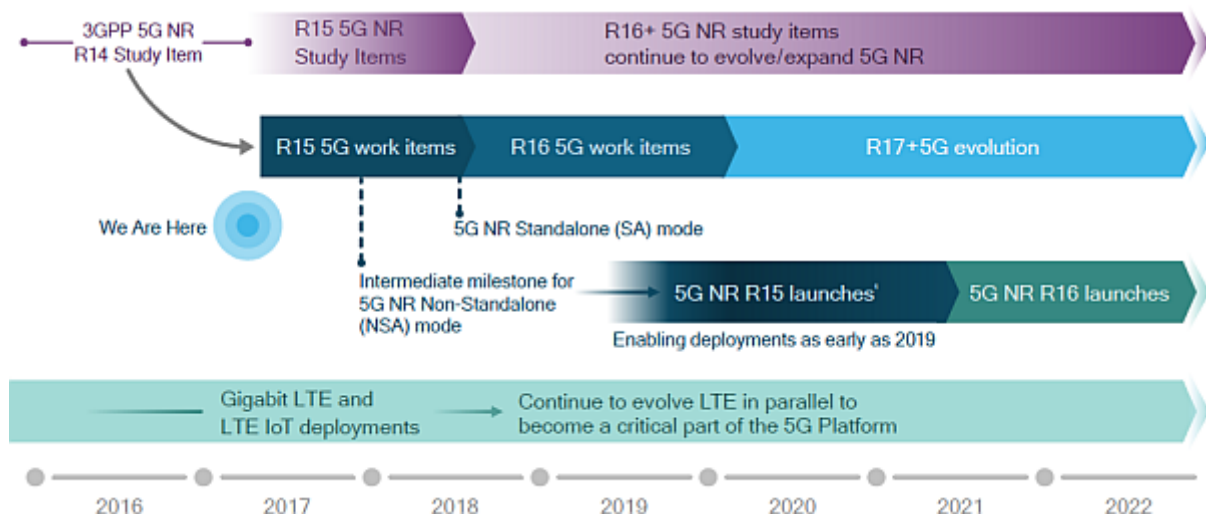 3GPP 5G NR
R14 Study Item
R15 5G NR
Study Items
R16+ 5G NR study items
continue to evolve/expand 5G NR
R15 5G work items
R16 5G work items
R17+5G evolution
We Are Here
5G NR Standalone (SA) mode
Intermediate milestone for
5G NR Non-Standalone
(NSA) mode
5G NR R15 launches¹
5G NR R16 launches
Enabling deployments as early as 2019
Gigabit LTE and
LTE IoT deployments
Continue to evolve LTE in parallel to
become a critical part of the 5G Platform
2016 2017 2018 2019 2020 2021 2022